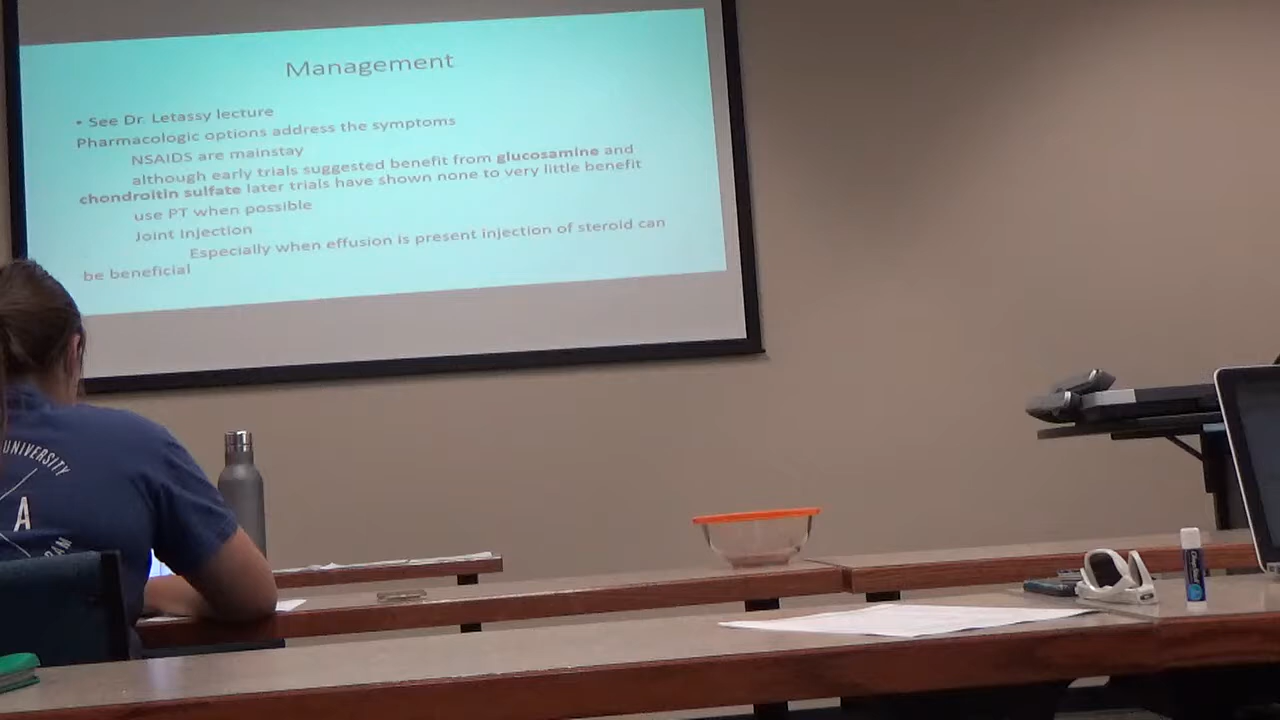 Management
• See Dr. Letassy lecture
Pharmacologic options address the symptoms
NSAIDS are mainstay
although early trials suggested benefit from glucosamine and
chondroitin sulfate later trials have shown none to very little benefit
use PT when possible
Joint Injection
Especially when effusion is present injection of steroid can
be beneficial
UNIVERSITY
A